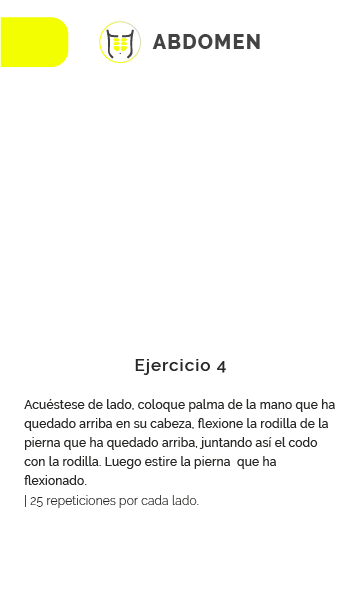 ABDOMEN
Ejercicio 4
Acuéstese de lado, coloque palma de la mano que ha
quedado arriba en su cabeza, flexione la rodilla de la
pierna que ha quedado arriba, juntando así el codo
con la rodilla. Luego estire la pierna  que ha
flexionado.
| 25 repeticiones por cada lado.